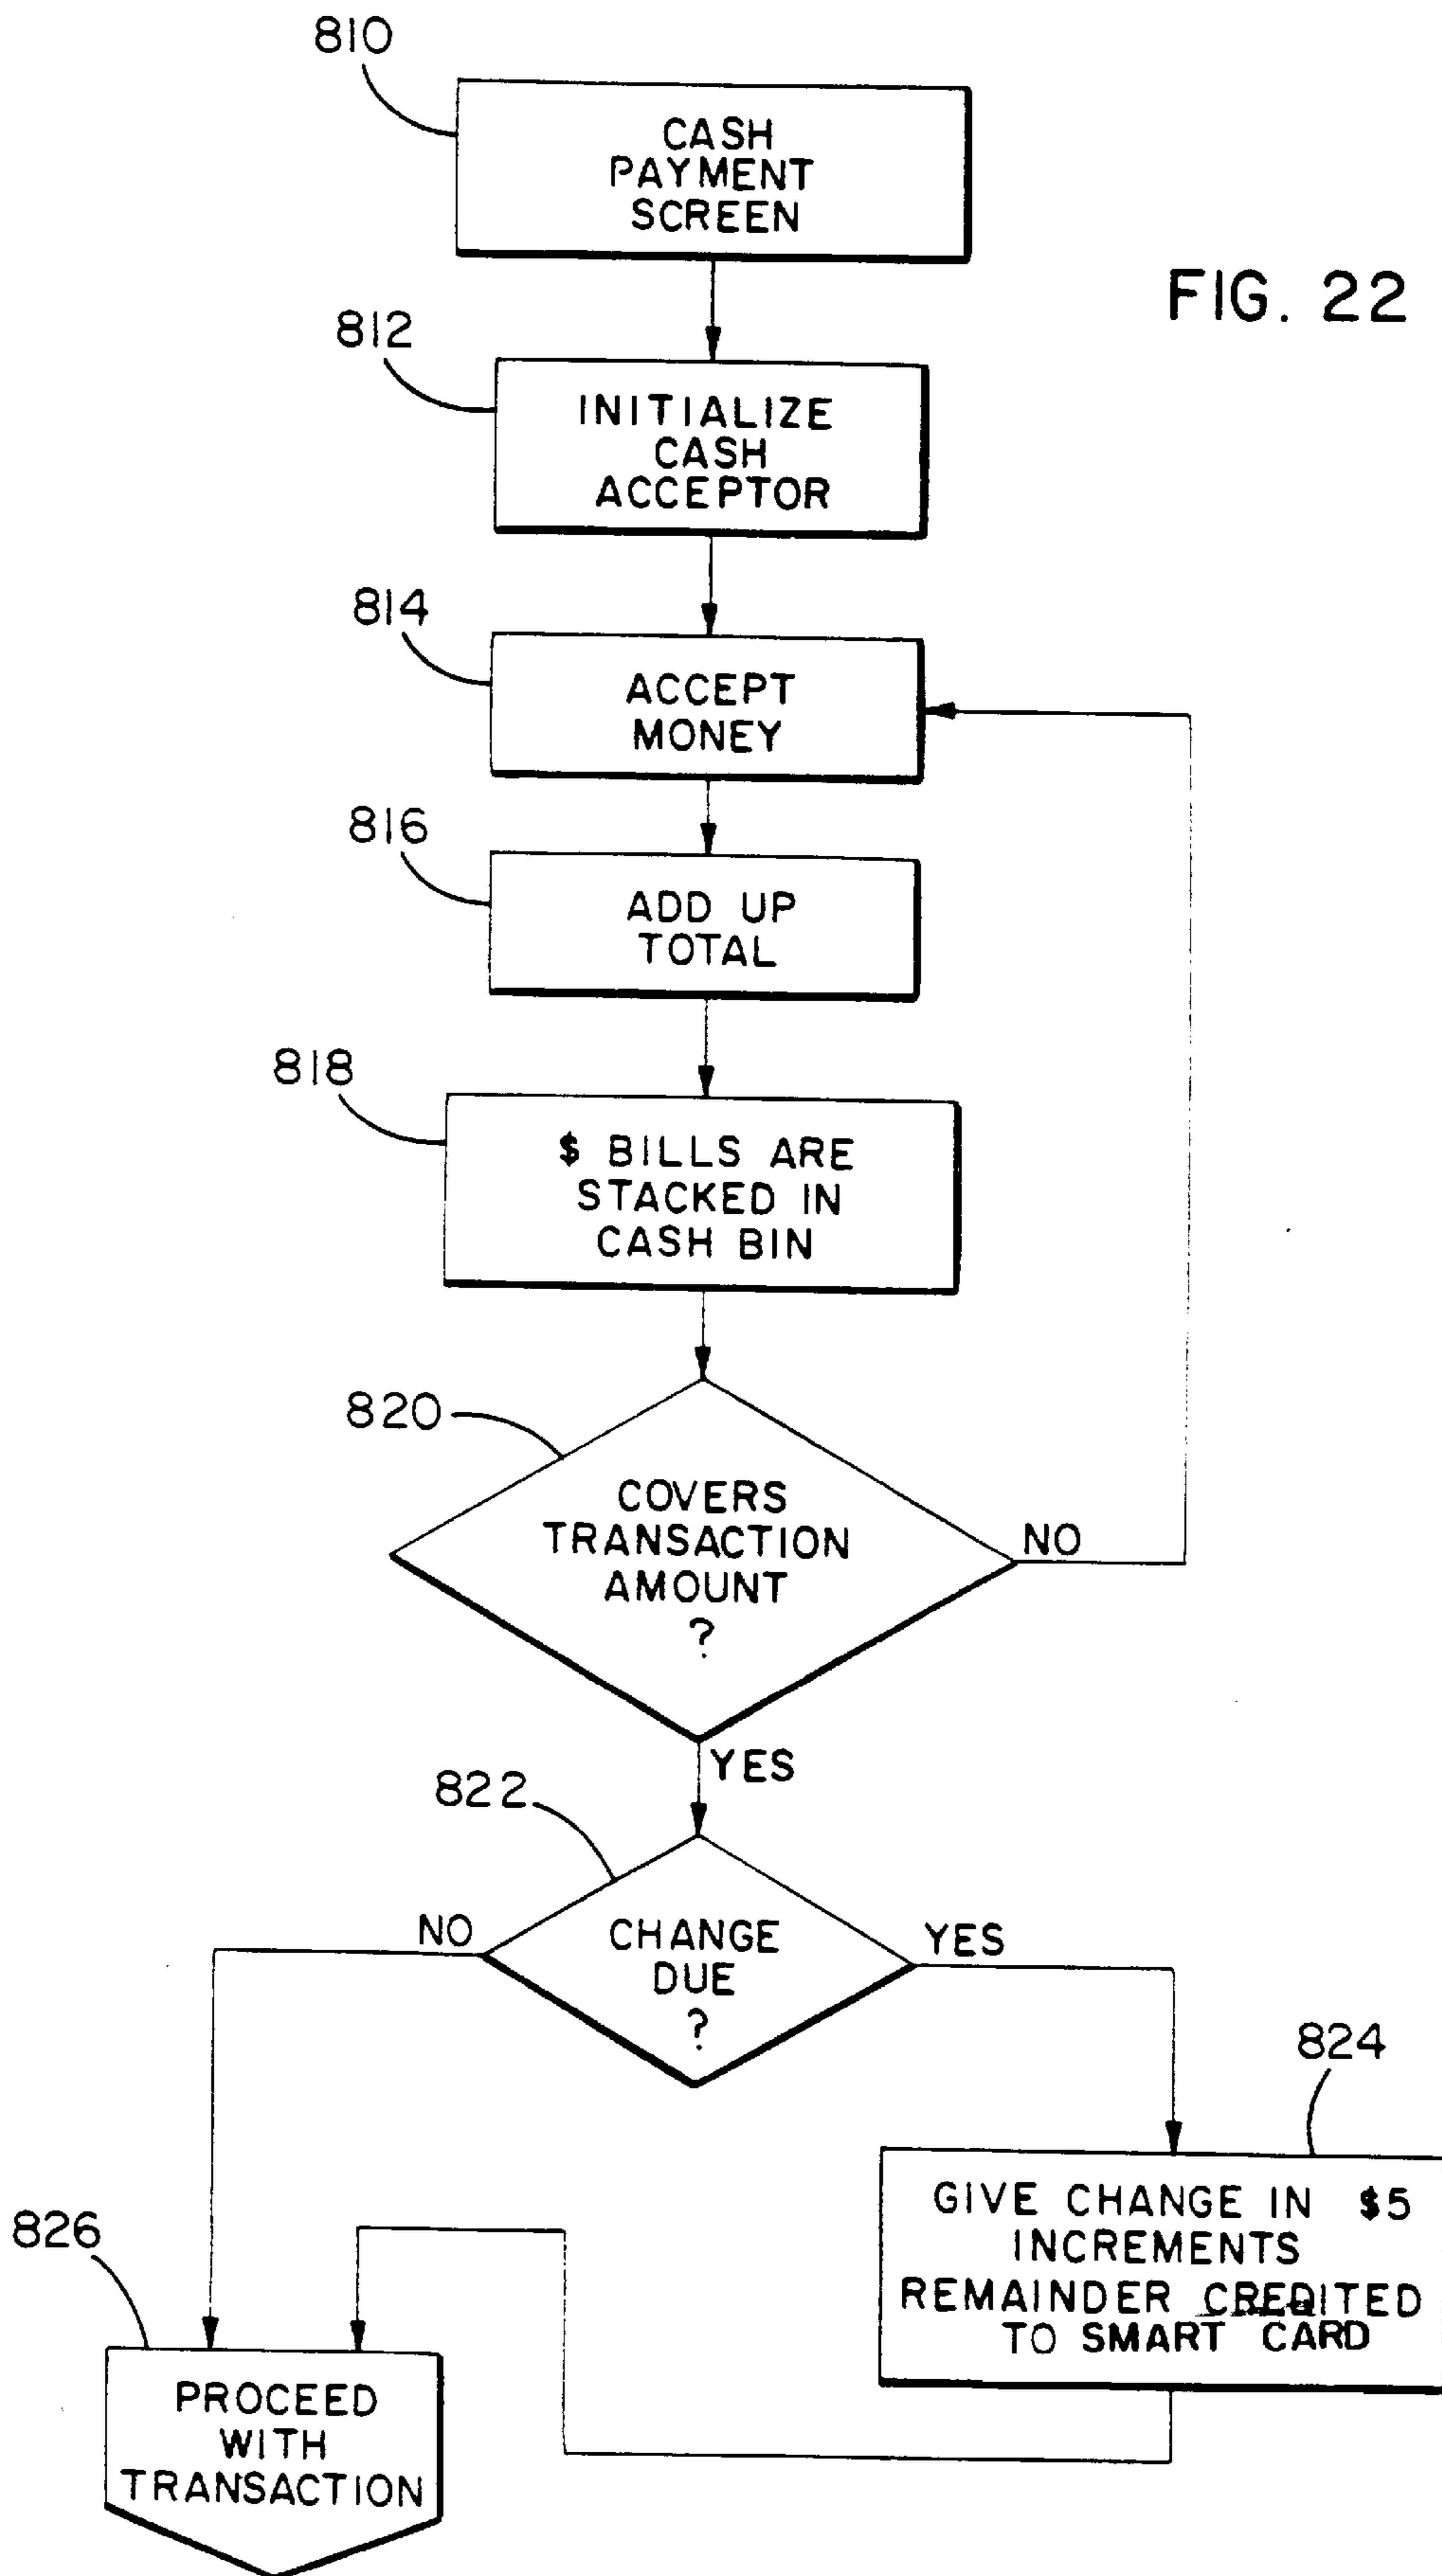 810
CASH
PAYMENT
SCREEN
FIG. 22
812
INITIALIZE
CASH
ACCEPTOR
814
ACCEPT
MONEY
816
ADD UP
TOTAL
818
$ BILLS ARE
STACKED IN
CASH BIN
820
COVERS
TRANSACTION
AMOUNT
?
NO
YES
822
NO
CHANGE
DUE
?
YES
824
GIVE CHANGE IN $5
INCREMENTS
REMAINDER CREDITED
TO SMART CARD
826
PROCEED
WITH
TRANSACTION